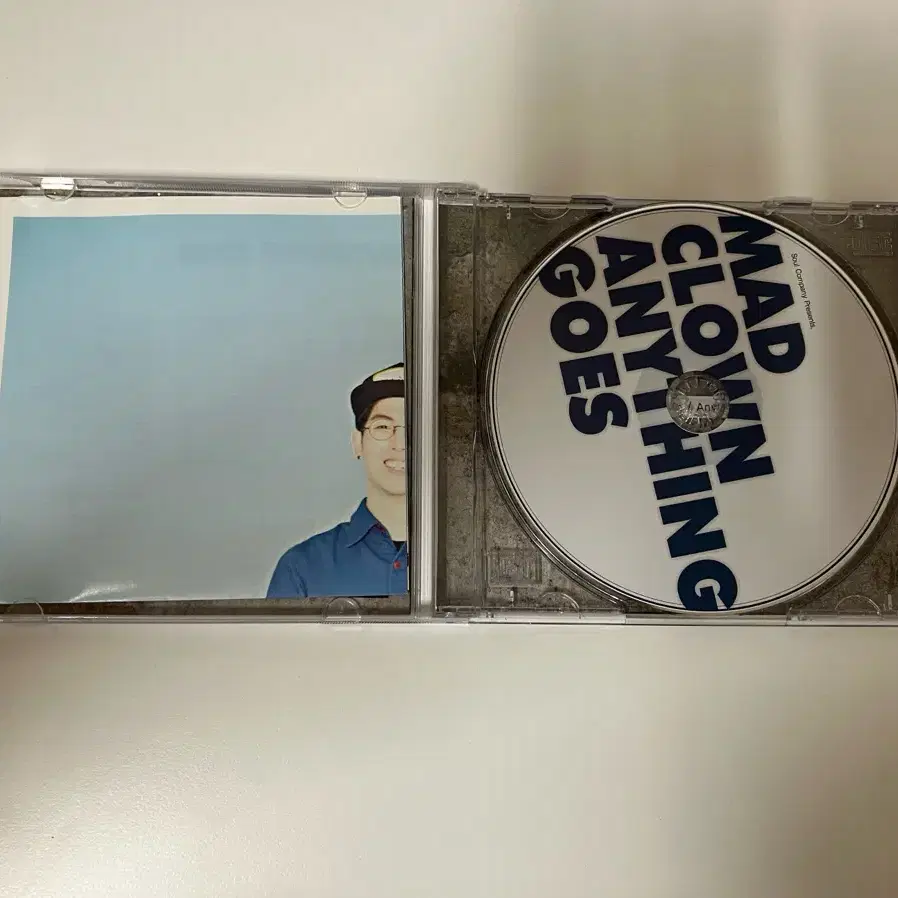 Soul Company Presents.
MAD
CLOWN
ANYTHING
GOES